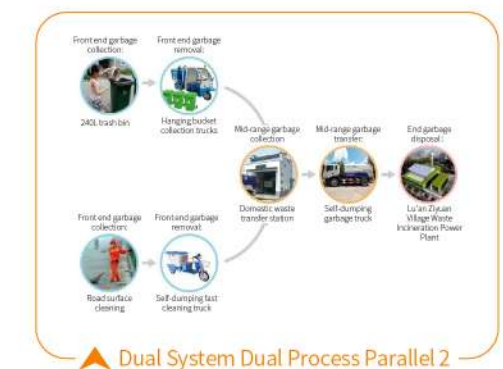 Front end garbage
collection:
Front end garbage
removal:
240L trash bin
Hanging bucket
collection trucks
Mid-range garbage
collection
Mid-range garbage
transfer:
End garbage
disposal:
Domestic waste
transfer station
Self-dumping
garbage truck
Lu'an Ziyuan
Village Waste
Incineration Power
Plant
Front end garbage
collection:
Front end garbage
removal:
Road surface
cleaning
Self-dumping fast
cleaning truck
Dual System Dual Process Parallel 2